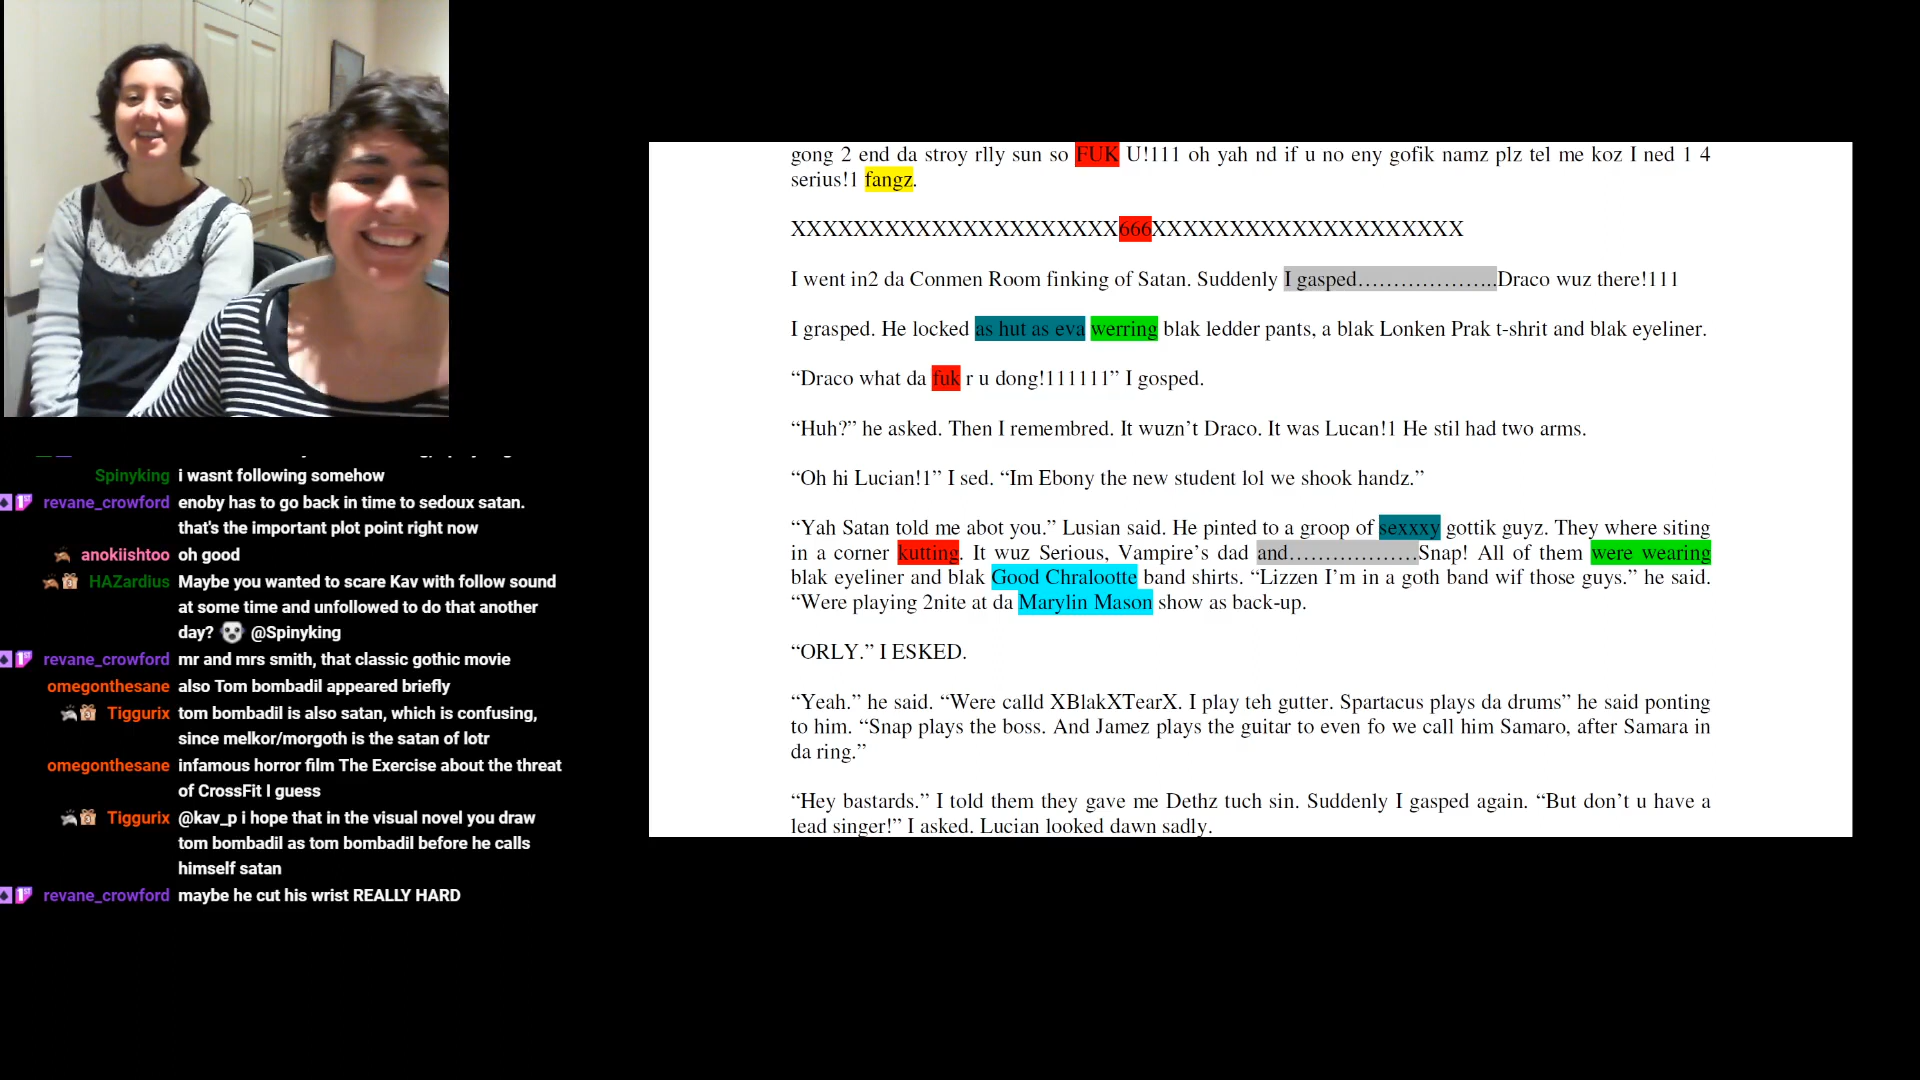 Spinyking i wasnt following somehow
revane_crowford enoby has to go back in time to sedoux satan.
that's the important plot point right now
anokiishtoo oh good
HAZardius Maybe you wanted to scare Kav with follow sound
at some time and unfollowed to do that another
day? @Spinyking
revane_crowford mr and mrs smith, that classic gothic movie
omegonthesane also Tom bombadil appeared briefly
Tiggurix tom bombadil is also satan, which is confusing,
since melkor/morgoth is the satan of lotr
omegonthesane infamous horror film The Exercise about the threat
of CrossFit I guess
Tiggurix @kav_p i hope that in the visual novel you draw
tom bombadil as tom bombadil before he calls
himself satan
revane_crowford maybe he cut his wrist REALLY HARD
gong 2 end da stroy rlly sun so FUK U!111 oh yah nd if u no eny gofik namz plz tel me koz I ned 1 4
serius!1 fangz.
XXXXXXXXXXXXXXXXXXXXX666XXXXXXXXXXXXXXXXXXXX
I went in2 da Conmen Room finking of Satan. Suddenly I gasped………………..Draco wuz there!111
I grasped. He locked as hut as eva werring blak ledder pants, a blak Lonken Prak t-shrit and blak eyeliner.
“Draco what da fuk r u dong!111111” I gosped.
“Huh?” he asked. Then I remembred. It wuzn’t Draco. It was Lucan!1 He stil had two arms.
“Oh hi Lucian!1” I sed. “Im Ebony the new student lol we shook handz.”
“Yah Satan told me abot you.” Lusian said. He pinted to a groop of sexxxy gottik guyz. They where siting
in a corner kutting. It wuz Serious, Vampire’s dad and………………Snap! All of them were wearing
blak eyeliner and blak Good Chralootte band shirts. “Lizzen I’m in a goth band wif those guys.” he said.
“Were playing 2nite at da Marylin Mason show as back-up.
“ORLY.” I ESKED.
“Yeah.” he said. “Were calld XBlakXTearX. I play teh gutter. Spartacus plays da drums” he said ponting
to him. “Snap plays the boss. And Jamez plays the guitar to even fo we call him Samaro, after Samara in
da ring.”
“Hey bastards.” I told them they gave me Dethz tuch sin. Suddenly I gasped again. “But don’t u have a
lead singer!” I asked. Lucian looked dawn sadly.